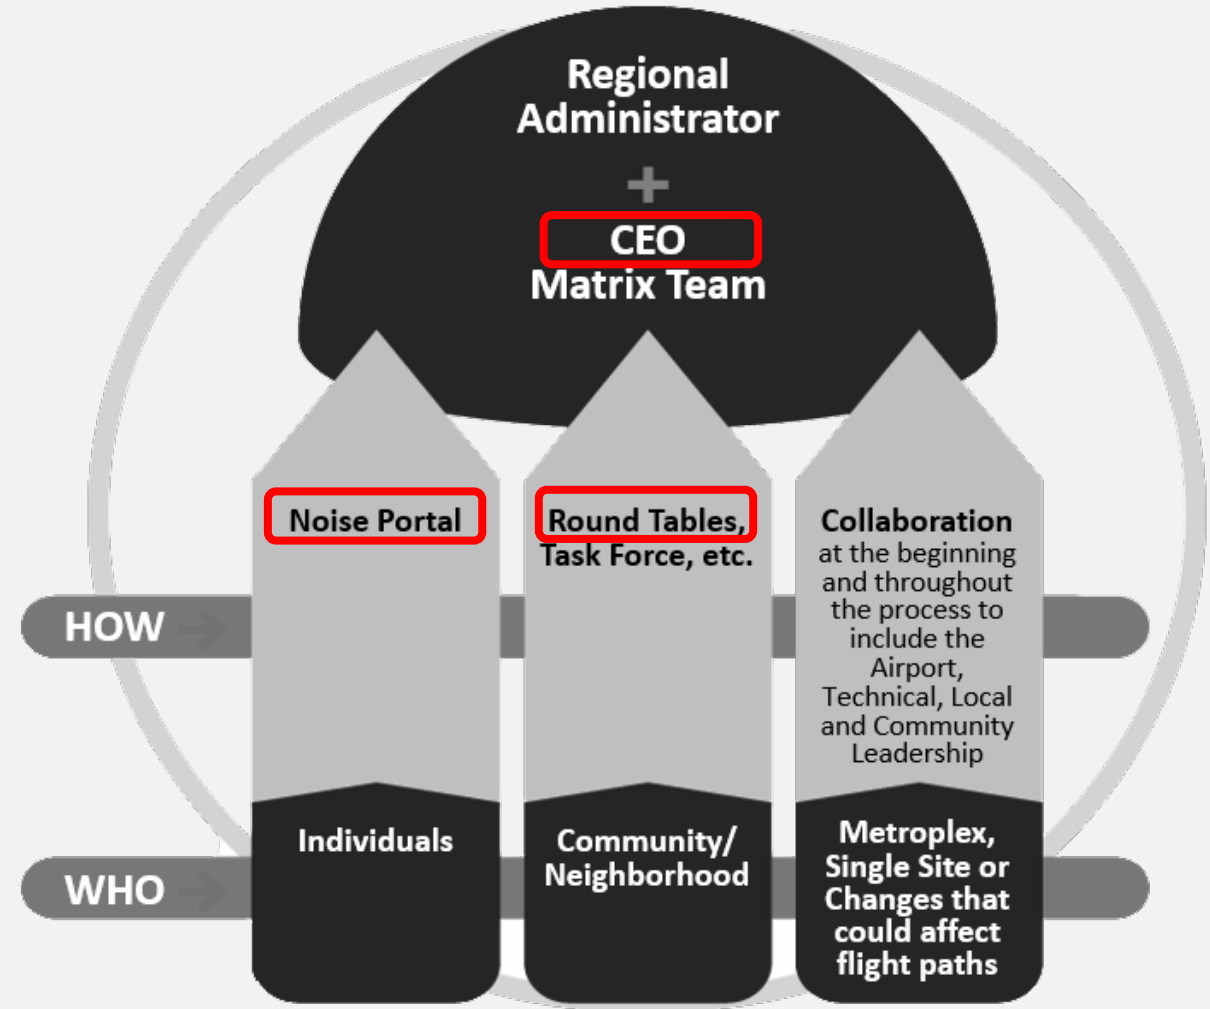 Regional
Administrator
+
CEO
Matrix Team
Noise Portal
Round Tables,
Task Force, etc.
Collaboration
at the beginning
and throughout
the process to
include the
Airport,
Technical, Local
and Community
Leadership
HOW
Individuals
Community/
Neighborhood
Metroplex,
Single Site or
Changes that
could affect
flight paths
WHO